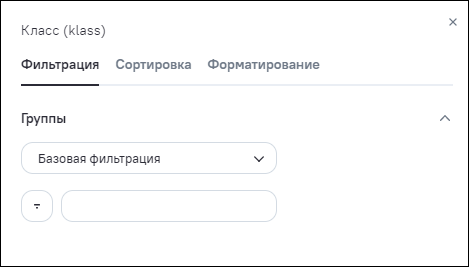 Класс (klass)
Фильтрация Сортировка Форматирование
Группы
Базовая фильтрация